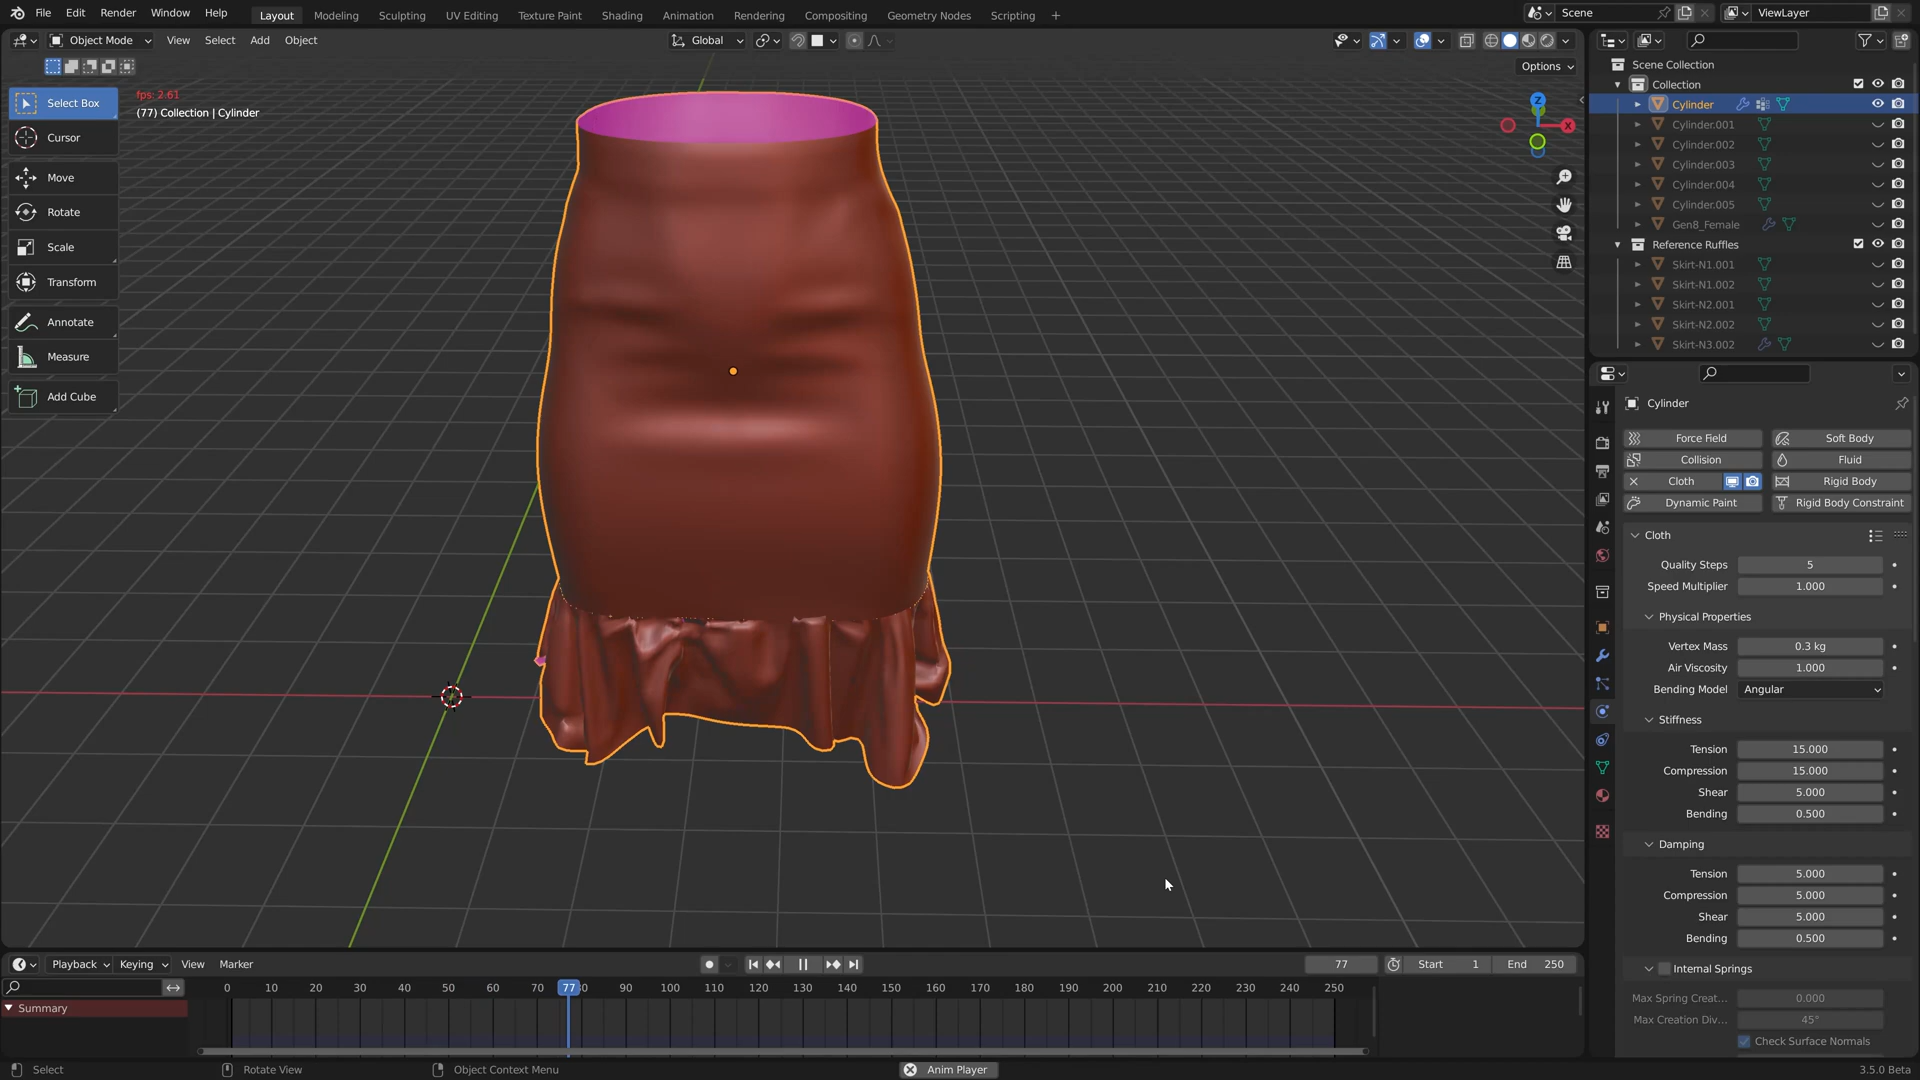 File Edit Render Window Help Layout Modeling Sculpting UV Editing Texture Paint Shading Animation Rendering Compositing Geometry Nodes Scripting + Scene ViewLayer
Object Mode View Select Add Object Global
Options
Select Box
Cursor
Move
Rotate
Scale
Transform
Annotate
Measure
Add Cube
fps: 2.61
(77) Collection | Cylinder
Z
X
Scene Collection
Collection
Cylinder
Cylinder.001
Cylinder.002
Cylinder.003
Cylinder.004
Cylinder.005
Gen8_Female
Reference Ruffles
Skirt-N1.001
Skirt-N1.002
Skirt-N2.001
Skirt-N2.002
Skirt-N3.002
Cylinder
Force Field Soft Body
Collision Fluid
Cloth Rigid Body
Dynamic Paint Rigid Body Constraint
Cloth
Quality Steps 5
Speed Multiplier 1.000
Physical Properties
Vertex Mass 0.3 kg
Air Viscosity 1.000
Bending Model Angular
Stiffness
Tension 15.000
Compression 15.000
Shear 5.000
Bending 0.500
Damping
Tension 5.000
Compression 5.000
Shear 5.000
Bending 0.500
Internal Springs
Max Spring Creat... 0.000
Max Creation Div... 45°
Check Surface Normals
Playback Keying View Marker 77 Start 1 End 250
0 10 20 30 40 50 60 70 77 90 100 110 120 130 140 150 160 170 180 190 200 210 220 230 240 250
Summary
Select Rotate View Object Context Menu Anim Player 3.5.0 Beta